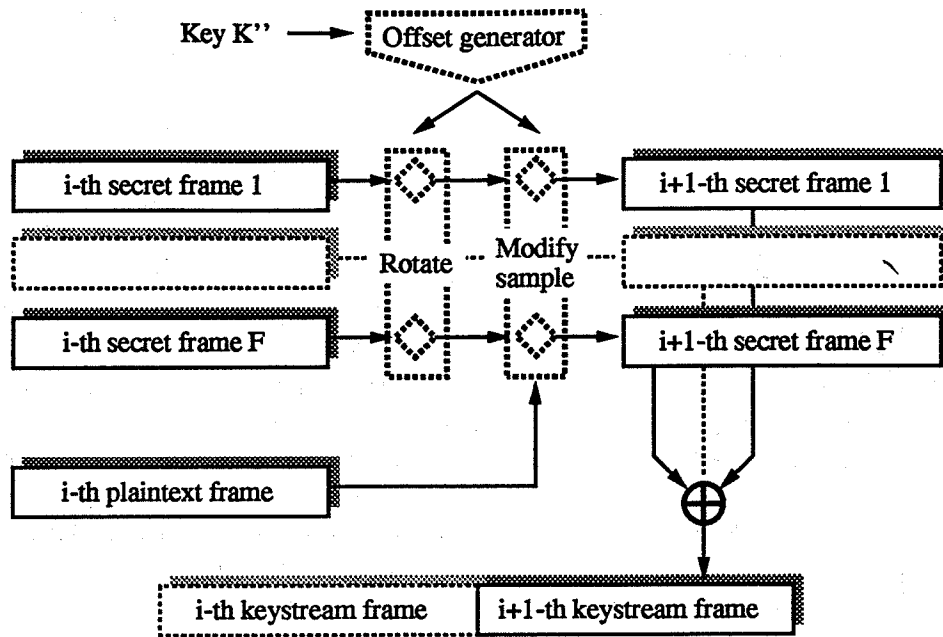 Key K’’
Offset generator
i-th secret frame 1
i+1-th secret frame 1
Rotate
Modify
sample
i-th secret frame F
i+1-th secret frame F
i-th plaintext frame
i-th keystream frame
i+1-th keystream frame